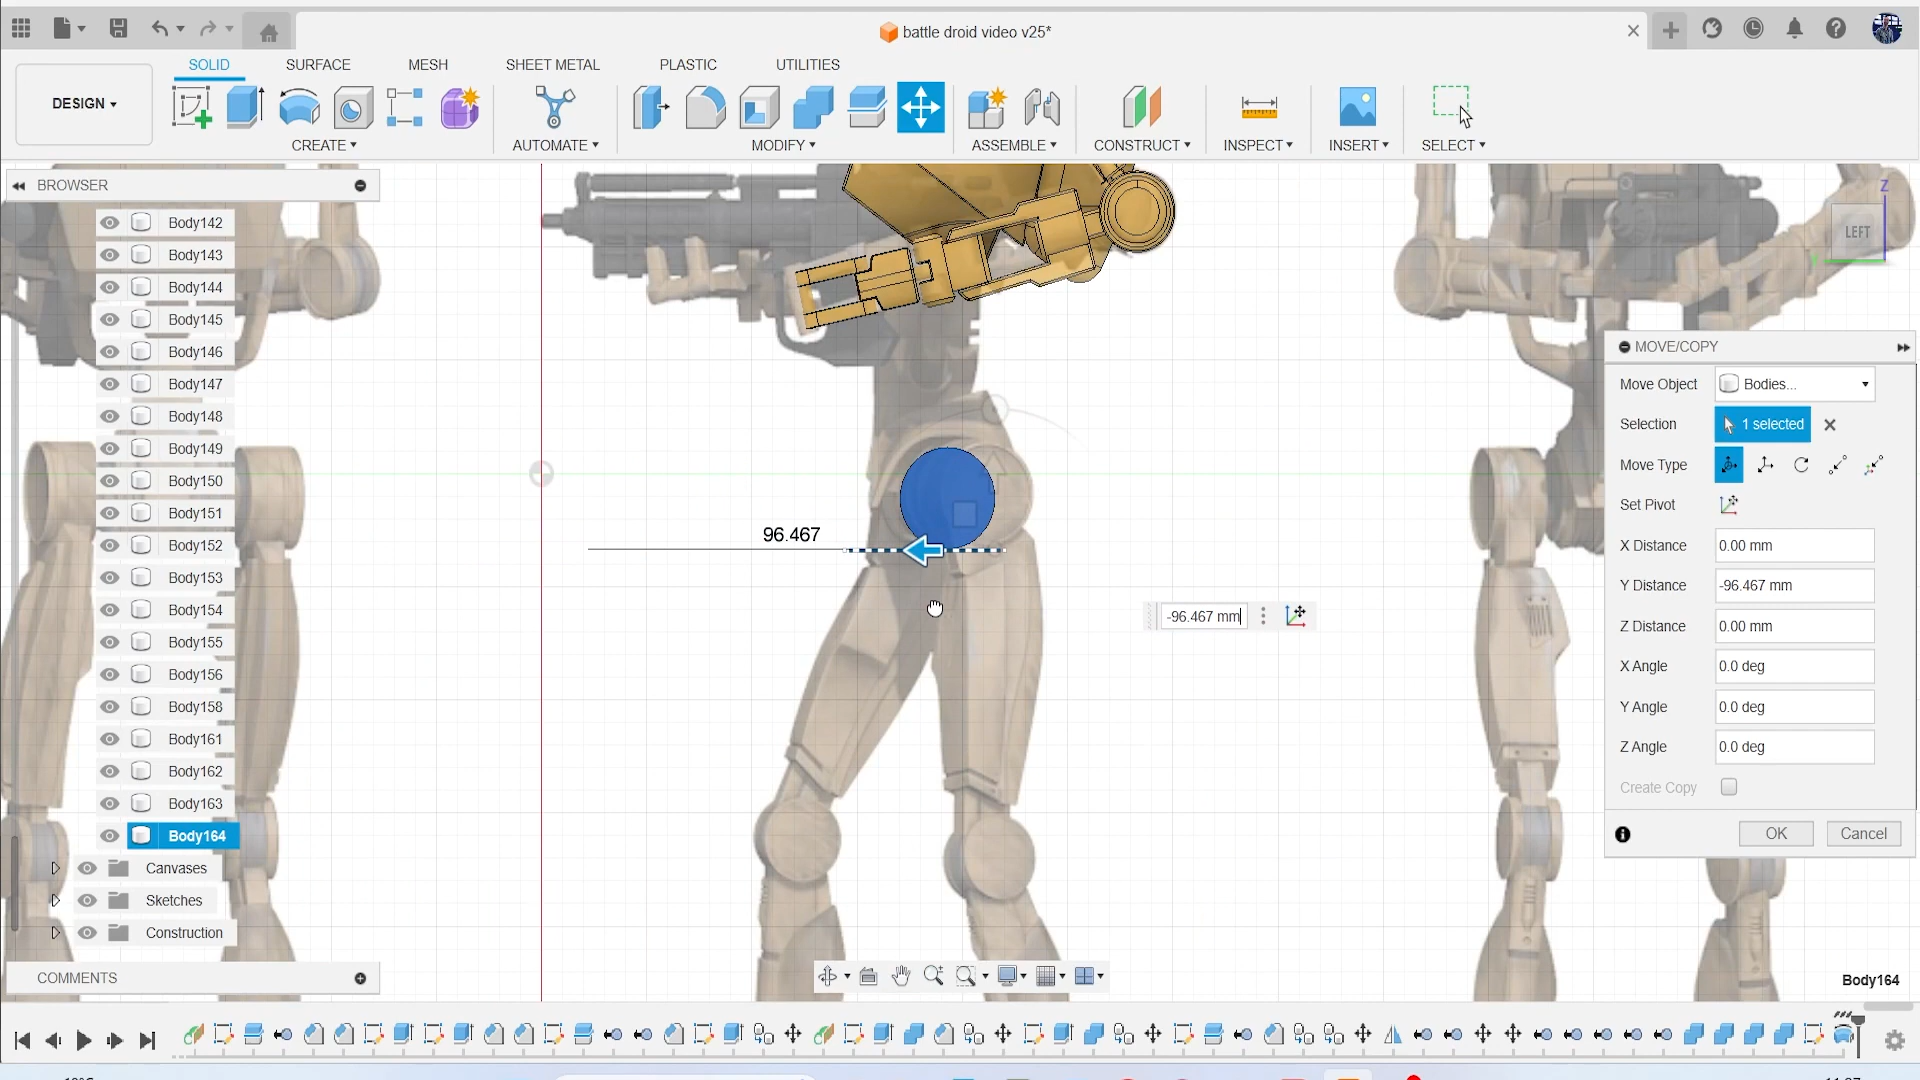 battle droid video v25*
SOLID SURFACE MESH SHEET METAL PLASTIC UTILITIES
DESIGN
CREATE AUTOMATE MODIFY ASSEMBLE CONSTRUCT INSPECT INSERT SELECT
BROWSER
Body142
Body143
Body144
Body145
Body146
Body147
Body148
Body149
Body150
Body151
Body152
Body153
Body154
Body155
Body156
Body158
Body161
Body162
Body163
Body164
Canvases
Sketches
Construction
COMMENTS
96.467
-96.467 mm
Z
LEFT
MOVE/COPY
Move Object Bodies...
Selection 1 selected
Move Type
Set Pivot
X Distance 0.00 mm
Y Distance -96.467 mm
Z Distance 0.00 mm
X Angle 0.0 deg
Y Angle 0.0 deg
Z Angle 0.0 deg
Create Copy
OK Cancel
Body164